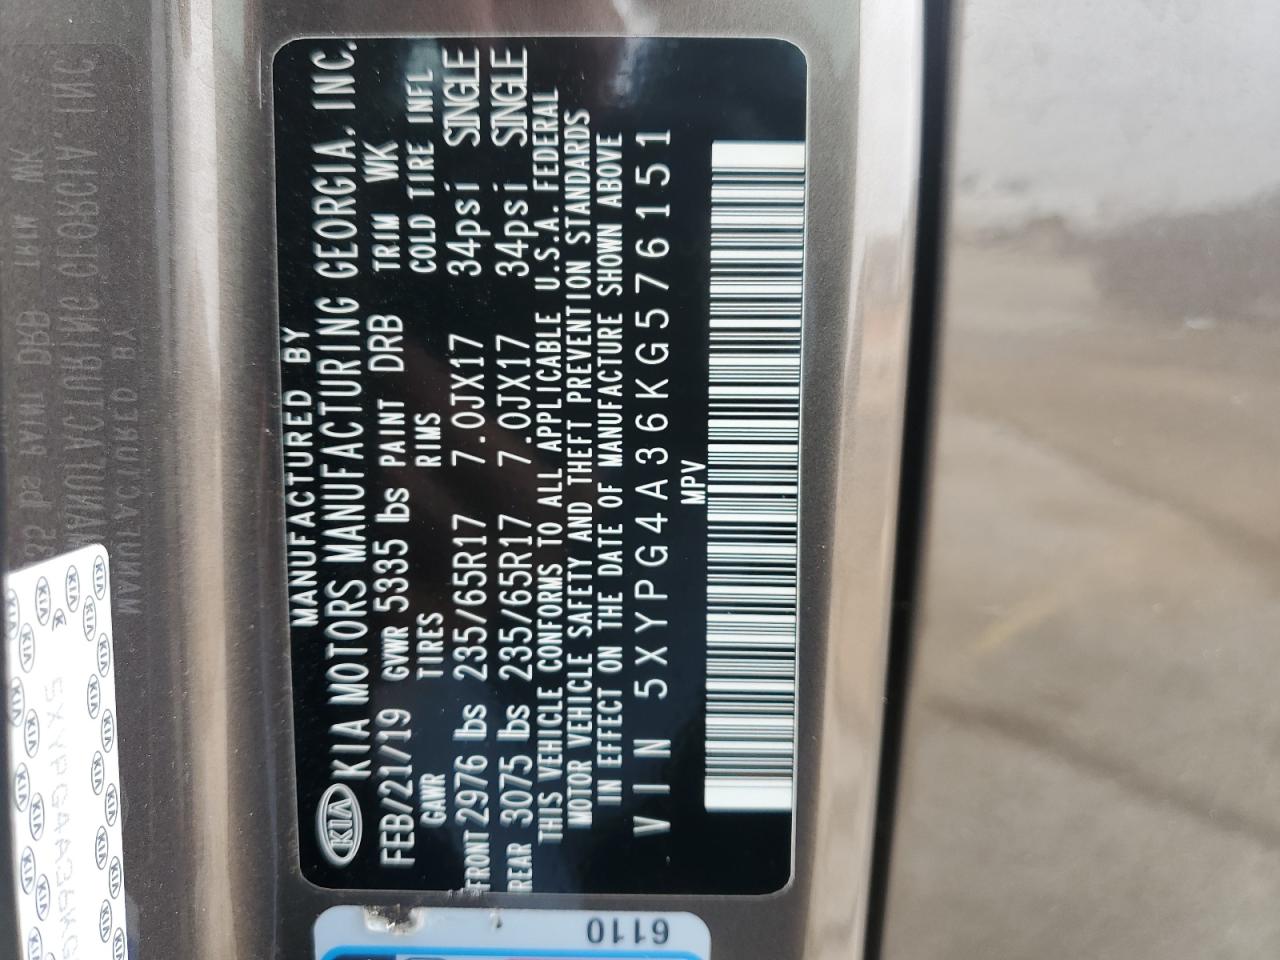 MANUFACTURED BY
KIA KIA MOTORS MANUFACTURING GEORGIA, INC.
FEB/21/19 GVWR 5335 lbs PAINT DRB TRIM WK
GAWR TIRES RIMS COLD TIRE INFL
FRONT 2976 lbs 235/65R17 7.0JX17 34psi SINGLE
REAR 3075 lbs 235/65R17 7.0JX17 34psi SINGLE
THIS VEHICLE CONFORMS TO ALL APPLICABLE U.S.A. FEDERAL
MOTOR VEHICLE SAFETY AND THEFT PREVENTION STANDARDS
IN EFFECT ON THE DATE OF MANUFACTURE SHOWN ABOVE
VIN 5XYPG4A36KG576151
MPV
6110
5XYPG4A36KG